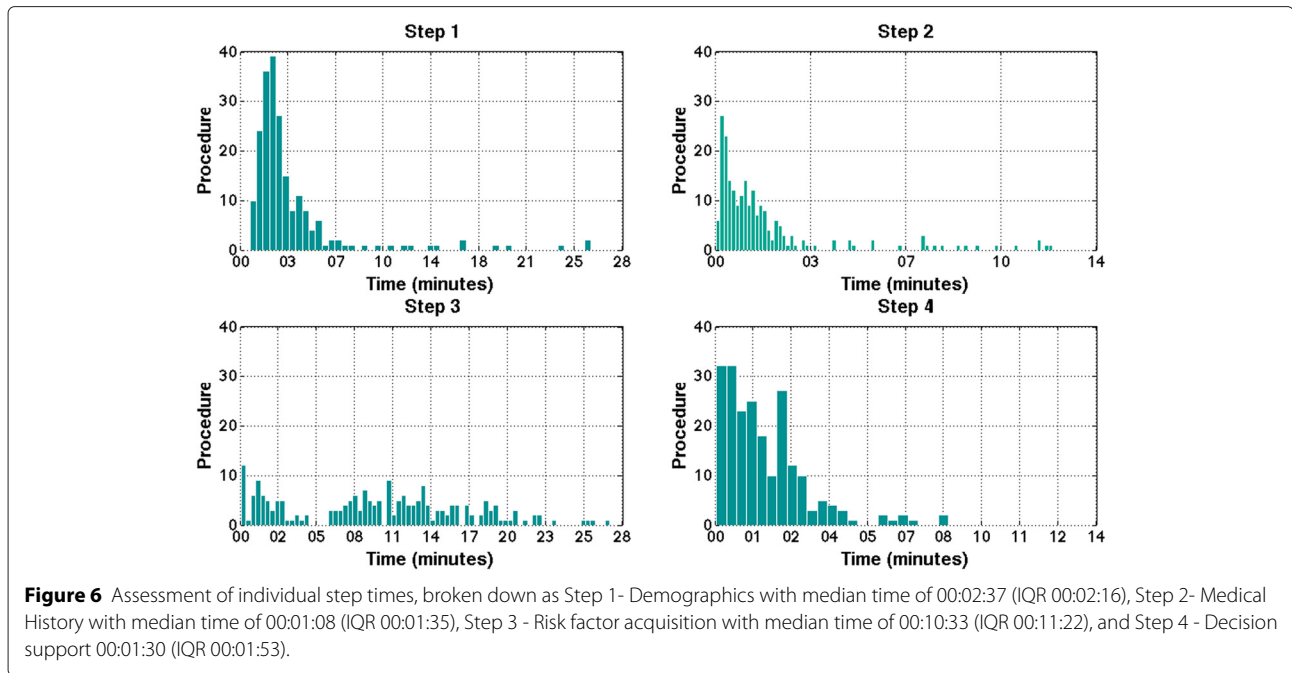 Step 1
40
30
20
10
0
Procedure
00 03 07 10 14 18 21 25 28
Time (minutes)
Step 2
40
30
20
10
0
Procedure
00 03 07 10 14
Time (minutes)
Step 3
40
30
20
10
0
Procedure
00 02 05 08 11 14 17 20 23 28
Time (minutes)
Step 4
40
30
20
10
0
Procedure
00 01 02 04 05 07 08 10 11 12 14
Time (minutes)
Figure 6 Assessment of individual step times, broken down as Step 1- Demographics with median time of 00:02:37 (IQR 00:02:16), Step 2- Medical
History with median time of 00:01:08 (IQR 00:01:35), Step 3 - Risk factor acquisition with median time of 00:10:33 (IQR 00:11:22), and Step 4 - Decision
support 00:01:30 (IQR 00:01:53).